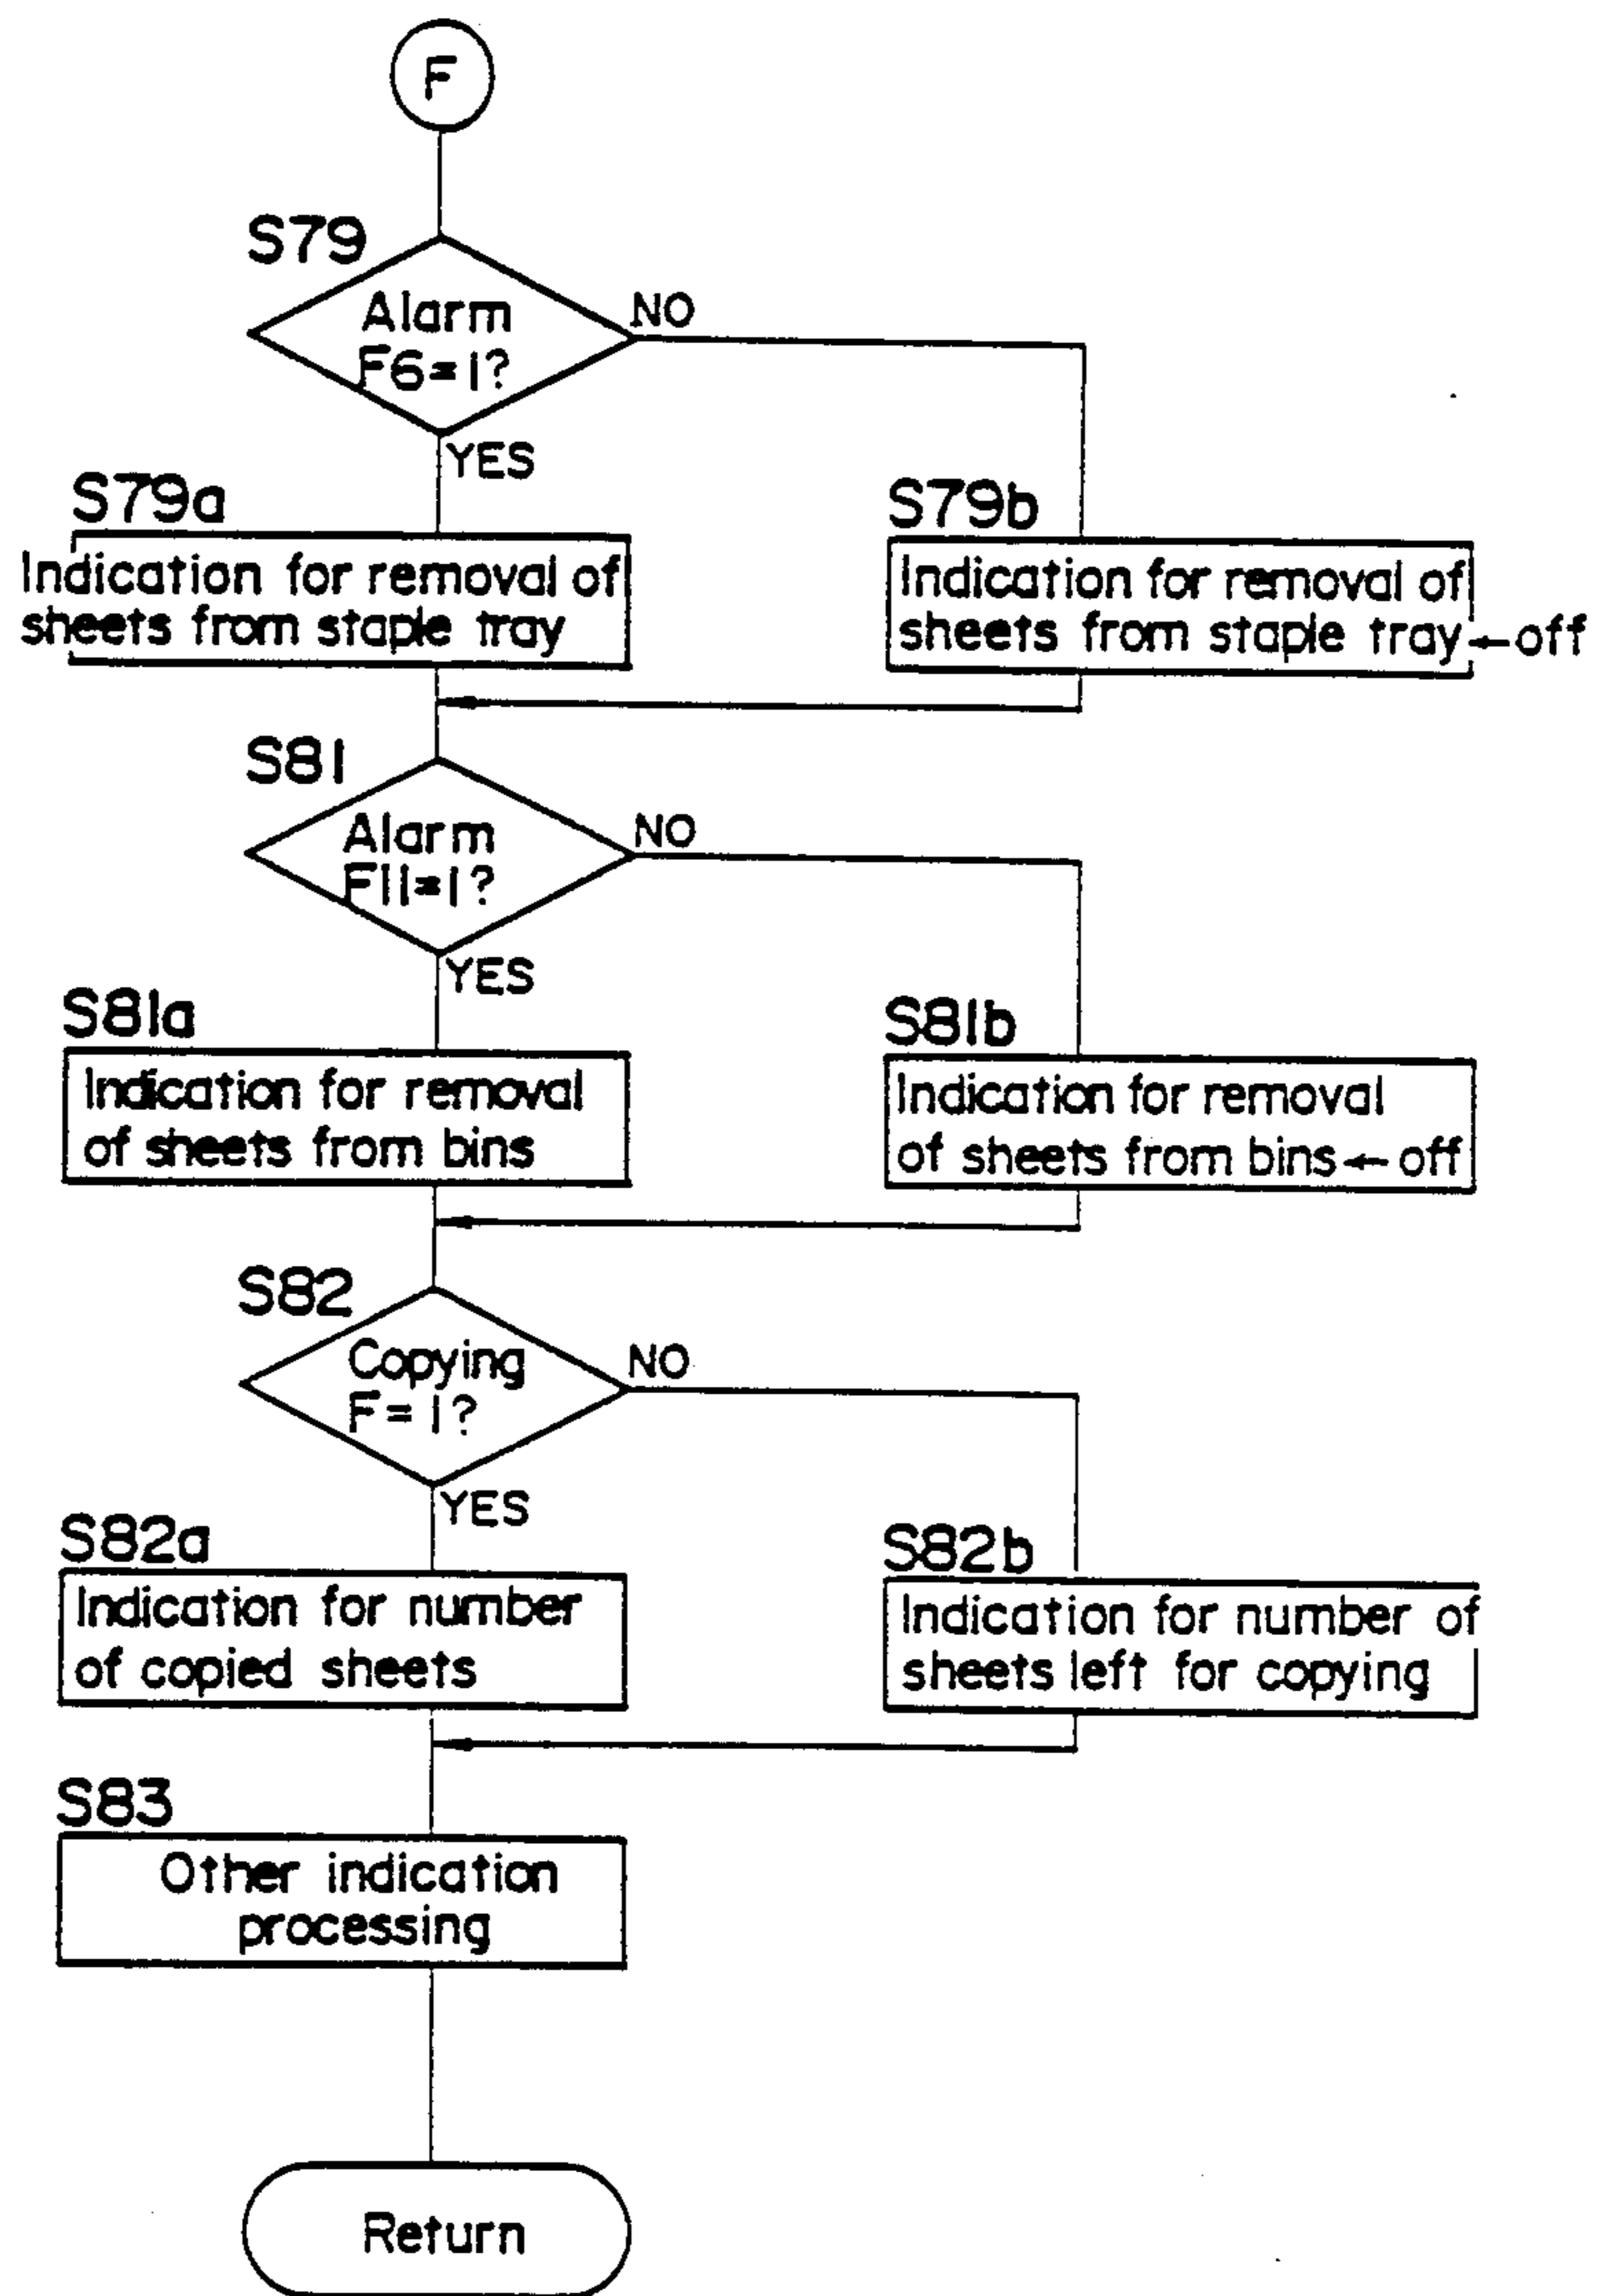 F
S79
Alarm
F6=1?
NO
YES
S79a
Indication for removal of
sheets from staple tray
S79b
Indication for removal of
sheets from staple tray←off
S81
Alarm
F11=1?
NO
YES
S81a
Indication for removal
of sheets from bins
S81b
Indication for removal
of sheets from bins←off
S82
Copying
F=1?
NO
YES
S82a
Indication for number
of copied sheets
S82b
Indication for number of
sheets left for copying
S83
Other indication
processing
Return